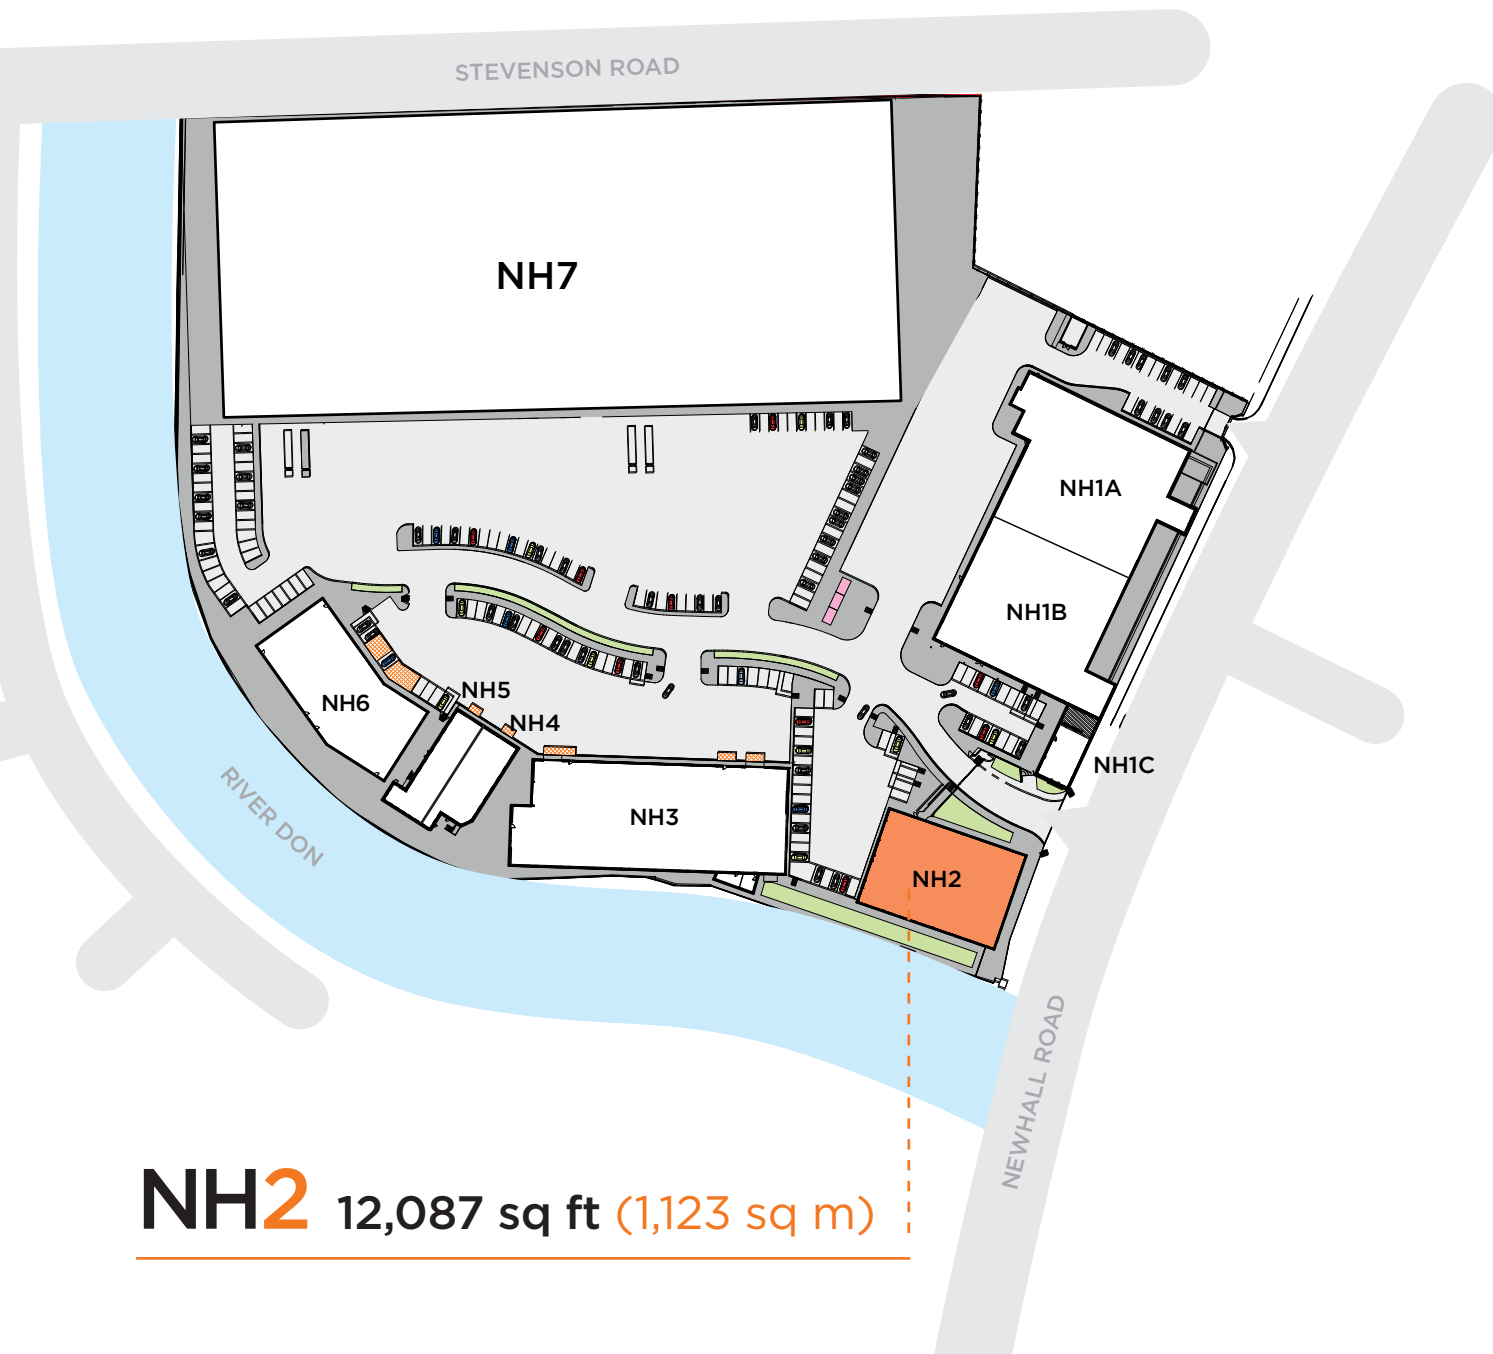 STEVENSON ROAD
NH7
NH1A
NH1B
NH5
NH6
NH4
NH1C
NH3
RIVER DON
NH2
NEWHALL ROAD
NH2 12,087 sq ft (1,123 sq m)